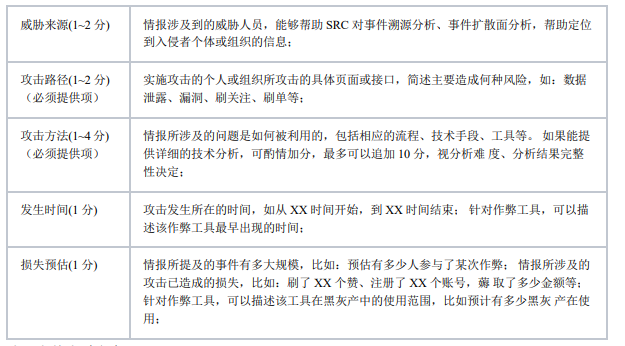 威胁来源(1~2 分)
情报涉及到的威胁人员，能够帮助 SRC 对事件溯源分析、事件扩散面分析，帮助定位
到入侵者个体或组织的信息；
攻击路径(1~2 分)
（必须提供项）
实施攻击的个人或组织所攻击的具体页面或接口，简述主要造成何种风险，如：数据
泄露、漏洞、刷关注、刷单等；
攻击方法(1~4 分)
（必须提供项）
情报所涉及的问题是如何被利用的，包括相应的流程、技术手段、工具等。 如果能提
供详细的技术分析，可酌情加分，最多可以追加 10 分，视分析难 度、分析结果完整
性决定；
发生时间(1 分)
攻击发生所在的时间，如从 XX 时间开始，到 XX 时间结束； 针对作弊工具，可以描
述该作弊工具最早出现的时间；
损失预估(1 分)
情报所提及的事件有多大规模，比如：预估有多少人参与了某次作弊； 情报所涉及的
攻击已造成的损失，比如：刷了 XX 个赞、注册了 XX 个账号，薅 取了多少金额等；
针对作弊工具，可以描述该工具在黑灰产中的使用范围，比如预计有多少黑灰 产在使
用；